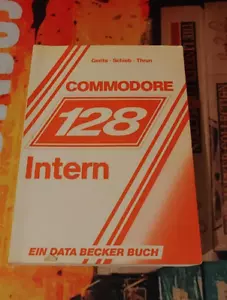 Gerits · Schieb · Thrun
COMMODORE
128
Intern
EIN DATA BECKER BUCH